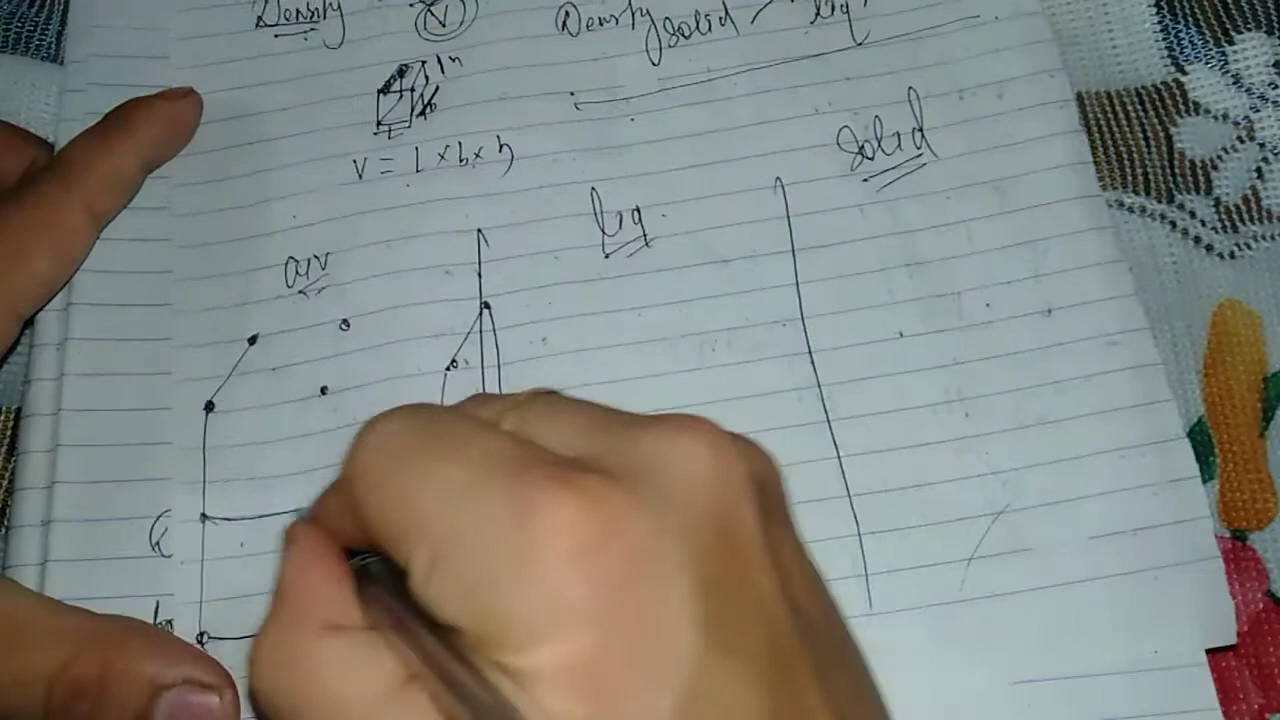 Density V Density solid / liq
h
b
l
V = l × b × h
solid
liq.
air